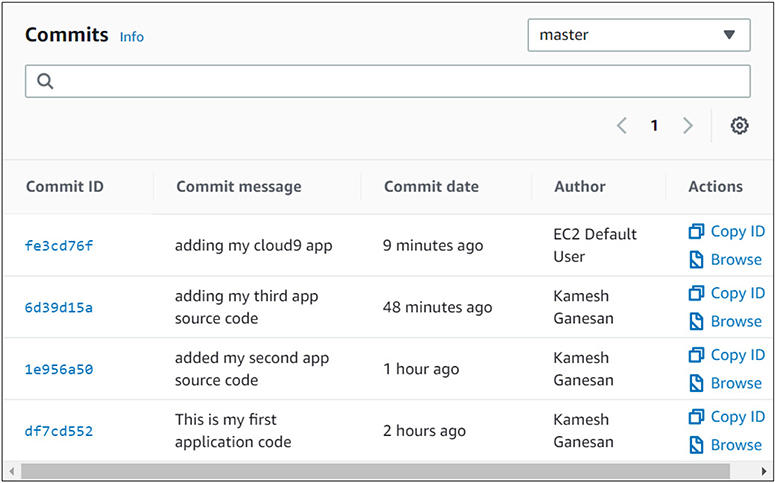 Commits Info
master
1
Commit ID Commit message Commit date Author Actions
fe3cd76f adding my cloud9 app 9 minutes ago EC2 Default User Copy ID Browse
6d39d15a adding my third app source code 48 minutes ago Kamesh Ganesan Copy ID Browse
1e956a50 added my second app source code 1 hour ago Kamesh Ganesan Copy ID Browse
df7cd552 This is my first application code 2 hours ago Kamesh Ganesan Copy ID Browse